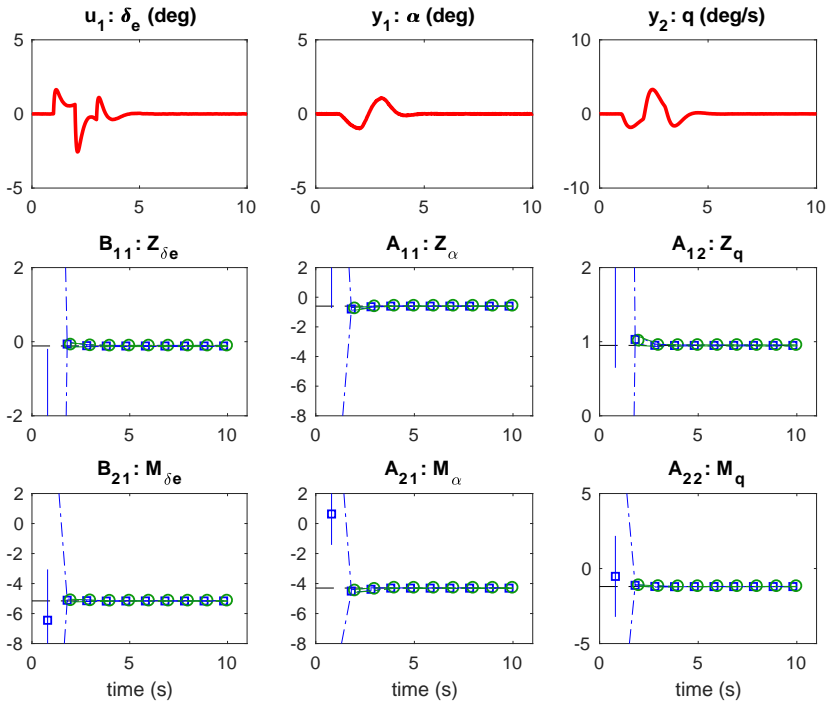 u1: δe (deg) y1: α (deg) y2: q (deg/s)
5 5 10
0 0 0
-5 -5 -10
0 5 10 0 5 10 0 5 10
B11: Zδe A11: Zα A12: Zq
2 2 2
0 0
-2 1
-4
-6
-2 -8 0
0 5 10 0 5 10 0 5 10
B21: Mδe A21: Mα A22: Mq
2 2 5
0 0
-2 -2 0
-4 -4
-6 -6
-8 -8 -5
0 5 10 0 5 10 0 5 10
time (s) time (s) time (s)